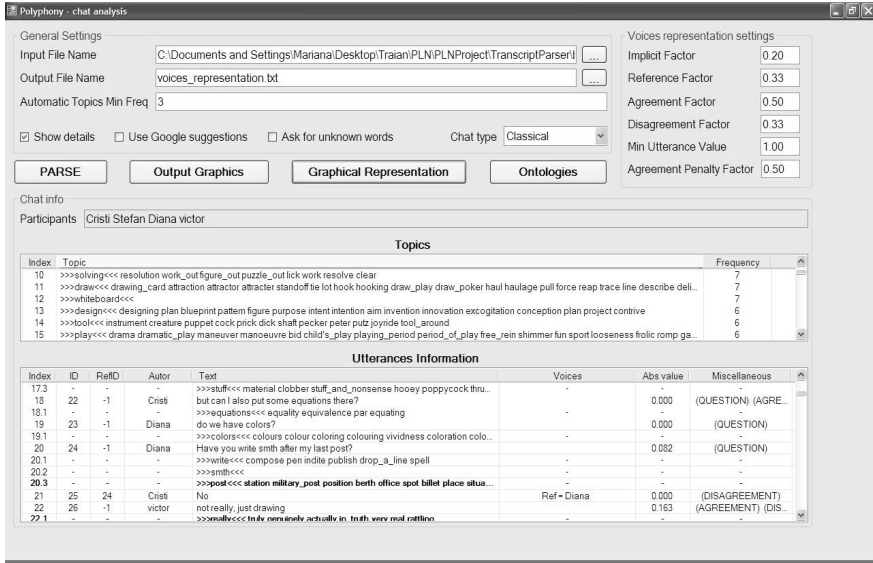 Polyphony - chat analysis
General Settings
Input File Name C:\Documents and Settings\Mariana\Desktop\Traian\PLN\PLNProject\TranscriptParser\ ...
Output File Name voices_representation.txt ...
Automatic Topics Min Freq 3
Show details Use Google suggestions Ask for unknown words Chat type Classical
Voices representation settings
Implicit Factor 0.20
Reference Factor 0.33
Agreement Factor 0.50
Disagreement Factor 0.33
Min Utterance Value 1.00
Agreement Penalty Factor 0.50
PARSE Output Graphics Graphical Representation Ontologies
Chat info
Participants Cristi Stefan Diana victor
Topics
Index Topic Frequency
10 >>>solving<<< resolution work_out figure_out puzzle_out lick work resolve clear 7
11 >>>draw<<< drawing_card attraction attractor attracter standoff tie lot hook hooking draw_play draw_poker haul haulage pull force reap trace line describe deli... 7
12 >>>whiteboard<<< 7
13 >>>design<<< designing plan blueprint pattern figure purpose intent intention aim invention innovation excogitation conception plan project contrive 6
14 >>>tool<<< instrument creature puppet cock prick dick shaft pecker peter putz joyride tool_around 6
15 >>>play<<< drama dramatic_play maneuver manoeuvre bid child's_play playing_period period_of_play free_rein shimmer fun sport looseness frolic romp ga... 6
Utterances Information
Index ID RefID Autor Text Voices Abs value Miscellaneous
17.3 - - - >>>stuff<<< material clobber stuff_and_nonsense hooey poppycock thru... - - -
18 22 -1 Cristi but can I also put some equations there? 0.000 (QUESTION) (AGRE...
18.1 - - - >>>equations<<< equality equivalence par equating - - -
19 23 -1 Diana do we have colors? 0.000 (QUESTION)
19.1 - - - >>>colors<<< colours colour coloring colouring vividness coloration colo... - - -
20 24 -1 Diana Have you write smth after my last post? 0.082 (QUESTION)
20.1 - - - >>>write<<< compose pen indite publish drop_a_line spell - - -
20.2 - - - >>>smth<<< - - -
20.3 - - - >>>post<<< station military_post position berth office spot billet place situa... - - -
21 25 24 Cristi No Ref = Diana 0.000 (DISAGREEMENT)
22 26 -1 victor not really, just drawing 0.163 (AGREEMENT) (DIS...
22.1 - - - >>>really<<< truly genuinely actually in_truth very real rattling - - -